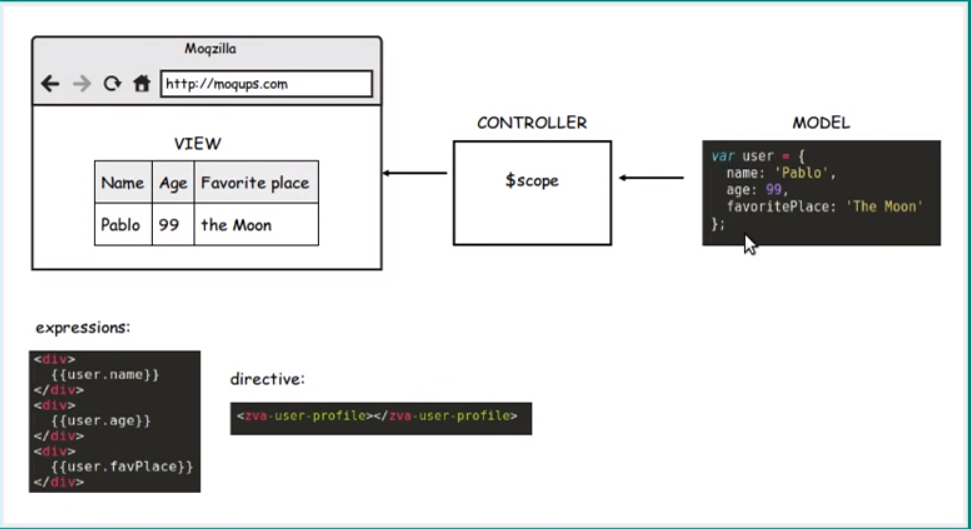 Moqzilla
http://moqups.com
VIEW
Name Age Favorite place
Pablo 99 the Moon
CONTROLLER
$scope
MODEL
var user = {
name: 'Pablo',
age: 99,
favoritePlace: 'The Moon'
};
expressions:
<div>
{{user.name}}
</div>
<div>
{{user.age}}
</div>
<div>
{{user.favPlace}}
</div>
directive:
<zva-user-profile></zva-user-profile>